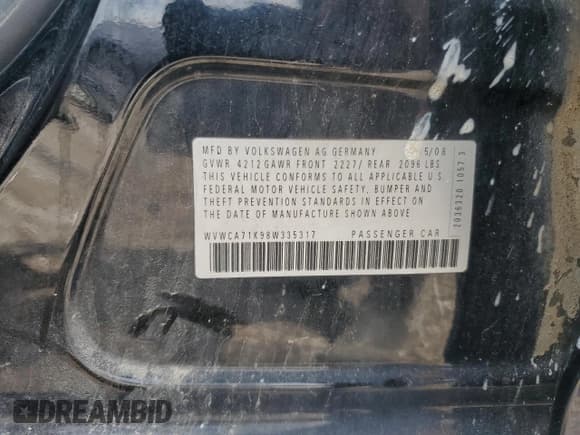 MFD BY VOLKSWAGEN AG GERMANY 5/08
GVWR 4212 GAWR FRONT 2227/ REAR 2096 LBS
THIS VEHICLE CONFORMS TO ALL APPLICABLE U.S.
FEDERAL MOTOR VEHICLE SAFETY, BUMPER AND
THEFT PREVENTION STANDARDS IN EFFECT ON
THE DATE OF MANUFACTURE SHOWN ABOVE
WVWCA71K98W335317 PASSENGER CAR
2036320 1057 3
DREAMBID